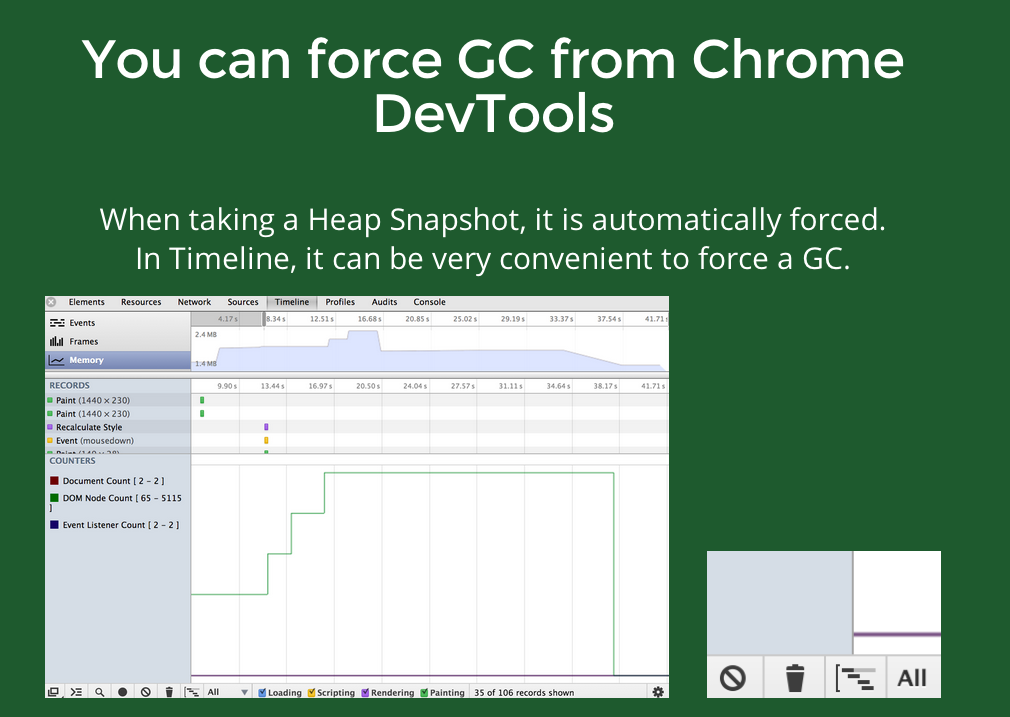 You can force GC from Chrome
DevTools
When taking a Heap Snapshot, it is automatically forced.
In Timeline, it can be very convenient to force a GC.
Elements Resources Network Sources Timeline Profiles Audits Console
Events
Frames
Memory
4.17 s 8.34 s 12.51 s 16.68 s 20.85 s 25.02 s 29.19 s 33.37 s 37.54 s 41.71 s
2.4 MB
1.4 MB
RECORDS
9.90 s 13.44 s 16.97 s 20.50 s 24.04 s 27.57 s 31.11 s 34.64 s 38.17 s 41.71 s
Paint (1440 × 230)
Paint (1440 × 230)
Recalculate Style
Event (mousedown)
COUNTERS
Document Count [ 2 – 2 ]
DOM Node Count [ 65 – 5115
]
Event Listener Count [ 2 – 2 ]
All Loading Scripting Rendering Painting 35 of 106 records shown
All